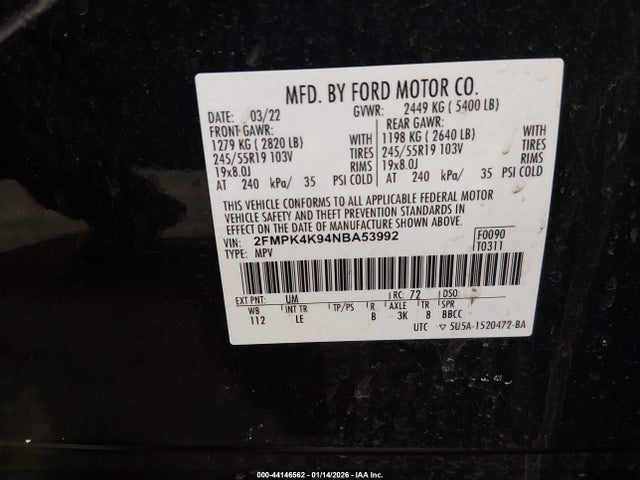 MFD. BY FORD MOTOR CO.
DATE: 03/22 GVWR: 2449 KG ( 5400 LB)
FRONT GAWR: REAR GAWR:
1279 KG ( 2820 LB) WITH 1198 KG ( 2640 LB) WITH
245/55R19 103V TIRES 245/55R19 103V TIRES
19x8.0J RIMS 19x8.0J RIMS
AT 240 kPa/ 35 PSI COLD AT 240 kPa/ 35 PSI COLD
THIS VEHICLE CONFORMS TO ALL APPLICABLE FEDERAL MOTOR
VEHICLE SAFETY AND THEFT PREVENTION STANDARDS IN
EFFECT ON THE DATE OF MANUFACTURE SHOWN ABOVE.
VIN: 2FMPK4K94NBA53992 F0090
TYPE: MPV T0311
EXT PNT: UM RC: 72 DSO:
WB INT TR TP/PS R AXLE TR SPR
112 LE B 3K 8 BBCC
UTC ▽ 5U5A-1520472-BA
000-44146562 - 01/14/2026 - IAA Inc.